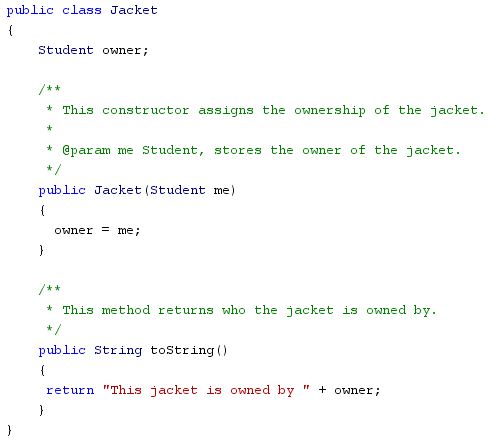 public class Jacket
{
    Student owner;

    /**
     * This constructor assigns the ownership of the jacket.
     *
     * @param me Student, stores the owner of the jacket.
     */
    public Jacket(Student me)
    {
      owner = me;
    }

    /**
     * This method returns who the jacket is owned by.
     */
    public String toString()
    {
     return "This jacket is owned by " + owner;
    }
}